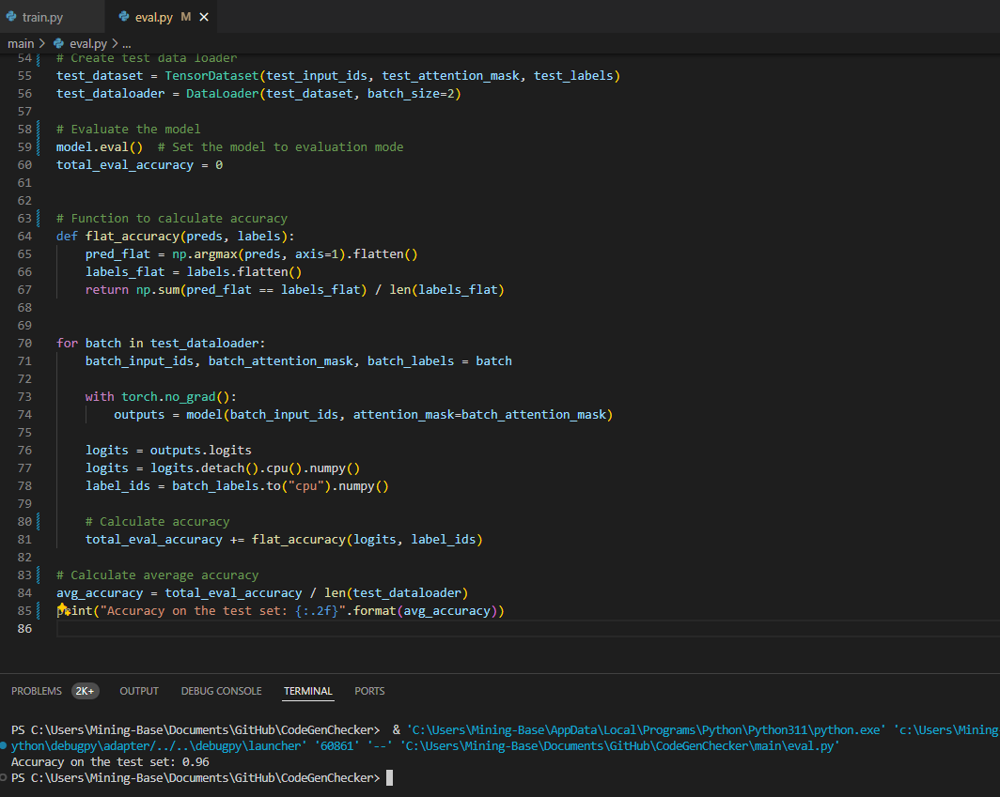 train.py
eval.py M
main > eval.py > ...
54 # Create test data loader
55 test_dataset = TensorDataset(test_input_ids, test_attention_mask, test_labels)
56 test_dataloader = DataLoader(test_dataset, batch_size=2)
57
58 # Evaluate the model
59 model.eval()  # Set the model to evaluation mode
60 total_eval_accuracy = 0
61
62
63 # Function to calculate accuracy
64 def flat_accuracy(preds, labels):
65     pred_flat = np.argmax(preds, axis=1).flatten()
66     labels_flat = labels.flatten()
67     return np.sum(pred_flat == labels_flat) / len(labels_flat)
68
69
70 for batch in test_dataloader:
71     batch_input_ids, batch_attention_mask, batch_labels = batch
72
73     with torch.no_grad():
74         outputs = model(batch_input_ids, attention_mask=batch_attention_mask)
75
76     logits = outputs.logits
77     logits = logits.detach().cpu().numpy()
78     label_ids = batch_labels.to("cpu").numpy()
79
80     # Calculate accuracy
81     total_eval_accuracy += flat_accuracy(logits, label_ids)
82
83 # Calculate average accuracy
84 avg_accuracy = total_eval_accuracy / len(test_dataloader)
85 print("Accuracy on the test set: {:.2f}".format(avg_accuracy))
86
PROBLEMS 2K+ OUTPUT DEBUG CONSOLE TERMINAL PORTS
PS C:\Users\Mining-Base\Documents\GitHub\CodeGenChecker>  & 'C:\Users\Mining-Base\AppData\Local\Programs\Python\Python311\python.exe' 'c:\Users\Mining
ython\debugpy\adapter/../..\debugpy\launcher' '60861' '--' 'C:\Users\Mining-Base\Documents\GitHub\CodeGenChecker\main\eval.py'
Accuracy on the test set: 0.96
PS C:\Users\Mining-Base\Documents\GitHub\CodeGenChecker>